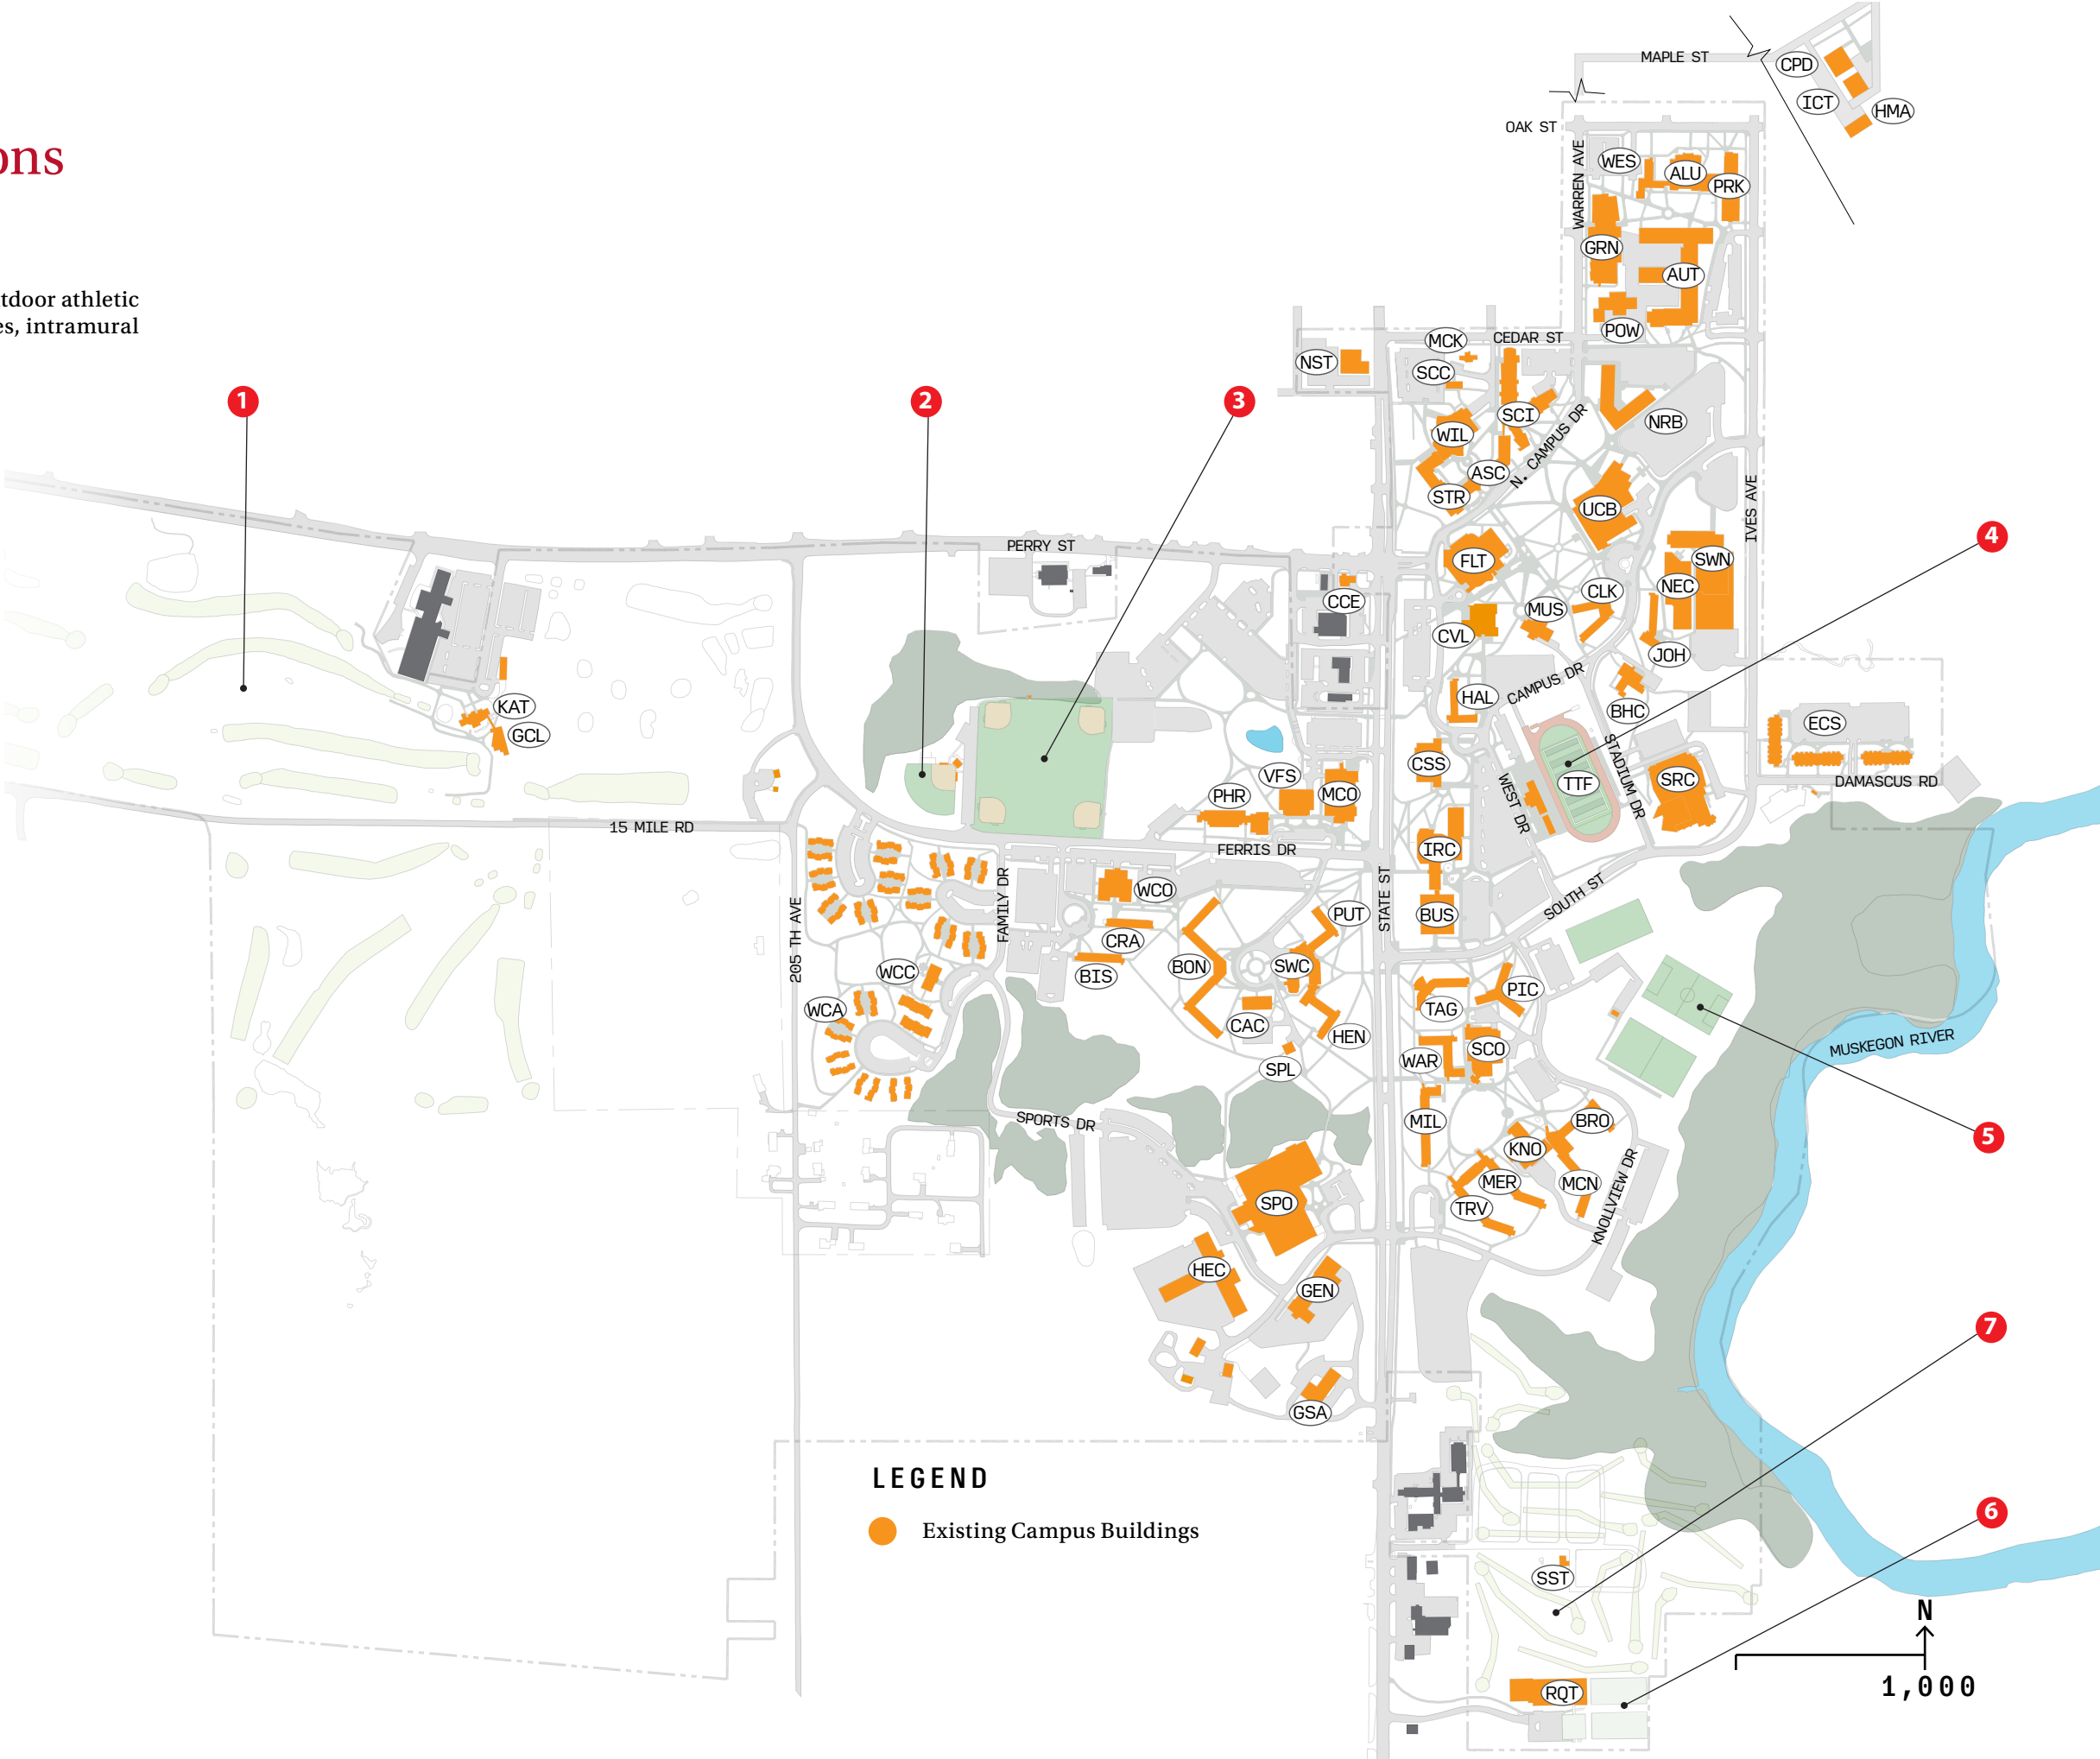 ons
tdoor athletic
es, intramural
MAPLE ST
CPD
ICT
HMA
OAK ST
WARREN AVE
WES
ALU
PRK
GRN
AUT
POW
MCK
CEDAR ST
NST
SCC
SCI
NRB
WIL
N. CAMPUS DR
ASC
STR
UCB
IVES AVE
1
2
3
4
PERRY ST
FLT
SWN
NEC
CLK
CCE
MUS
CVL
JOH
CAMPUS DR
HAL
BHC
KAT
GCL
ECS
STADIUM DR
CSS
VFS
MCO
PHR
WEST DR
TTF
SRC
DAMASCUS RD
15 MILE RD
FERRIS DR
IRC
STATE ST
BUS
SOUTH ST
205 TH AVE
FAMILY DR
WCO
CRA
BIS
BON
PUT
SWC
WCC
WCA
CAC
HEN
SPL
TAG
PIC
WAR
SCO
MUSKEGON RIVER
5
SPORTS DR
MIL
BRO
KNO
MER
MCN
TRV
KNOLLVIEW DR
SPO
HEC
GEN
GSA
7
LEGEND
Existing Campus Buildings
6
SST
RQT
N
1,000